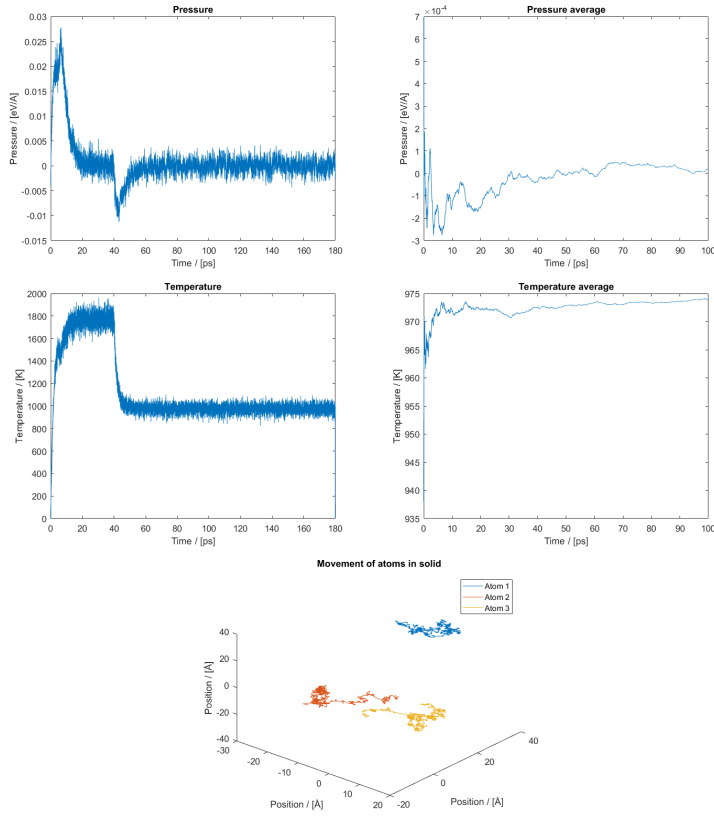 Pressure
0.03
0.025
0.02
0.015
0.01
0.005
0
-0.005
-0.01
-0.015
Pressure / [eV/A]
0 20 40 60 80 100 120 140 160 180
Time / [ps]
Pressure average
× 10⁻⁴
7
6
5
4
3
2
1
0
-1
-2
-3
Pressure / [eV/A]
0 10 20 30 40 50 60 70 80 90 100
Time / [ps]
Temperature
2000
1800
1600
1400
1200
1000
800
600
400
200
0
Temperature / [K]
0 20 40 60 80 100 120 140 160 180
Time / [ps]
Temperature average
975
970
965
960
955
950
945
940
935
Temperature / [K]
0 10 20 30 40 50 60 70 80 90 100
Time / [ps]
Movement of atoms in solid
Atom 1
Atom 2
Atom 3
40
20
0
-20
-40
Position / [Å]
-30
-20
-10
0
10
20
Position / [Å]
-20
0
20
40
Position / [Å]